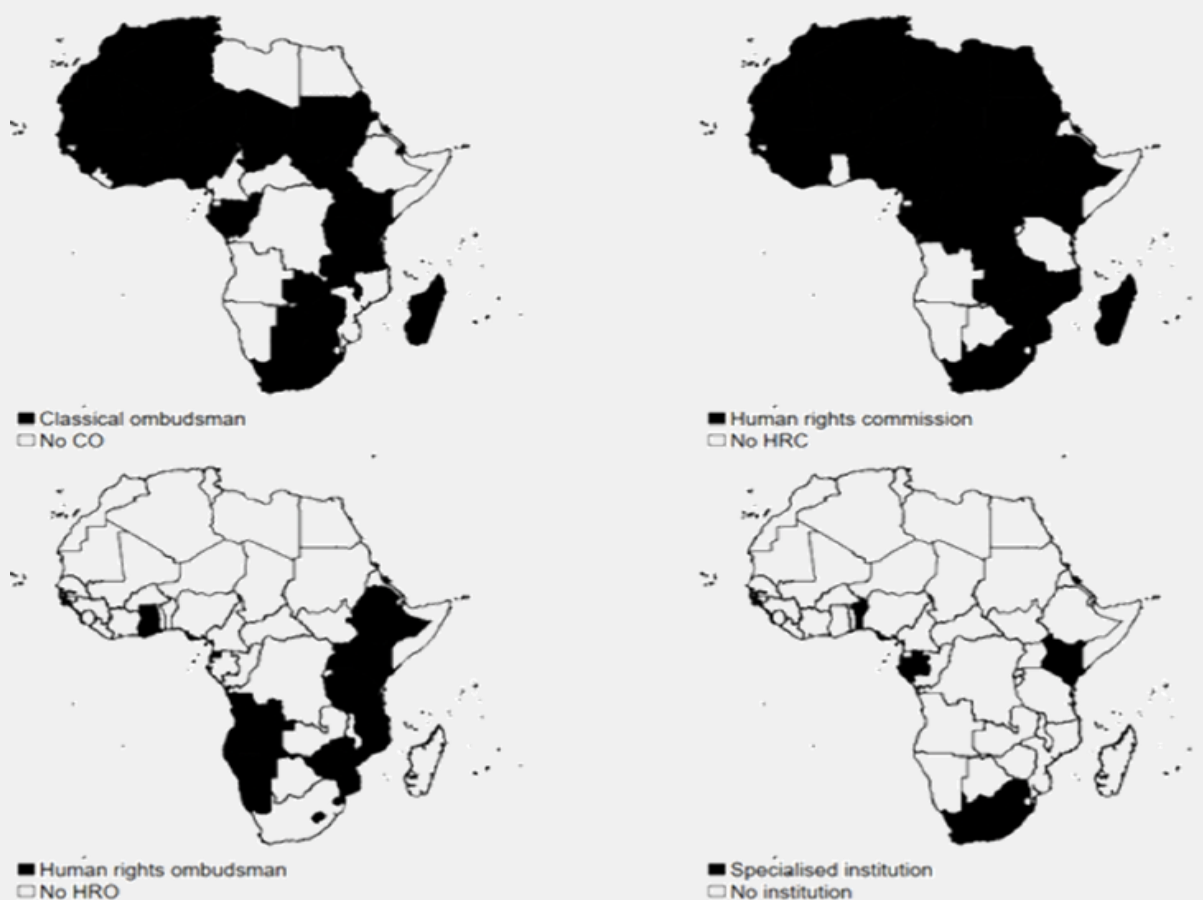 Classical ombudsman
No CO
Human rights commission
No HRC
Human rights ombudsman
No HRO
Specialised institution
No institution